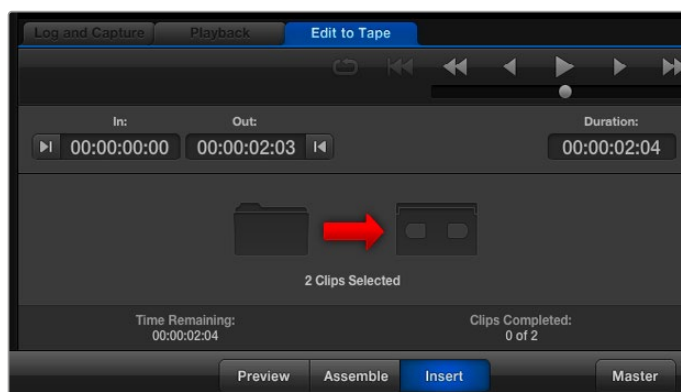 Log and Capture Playback Edit to Tape
In: Out: Duration:
00:00:00:00 00:00:02:03 00:00:02:04
2 Clips Selected
Time Remaining: Clips Completed:
00:00:02:04 0 of 2
Preview Assemble Insert Master